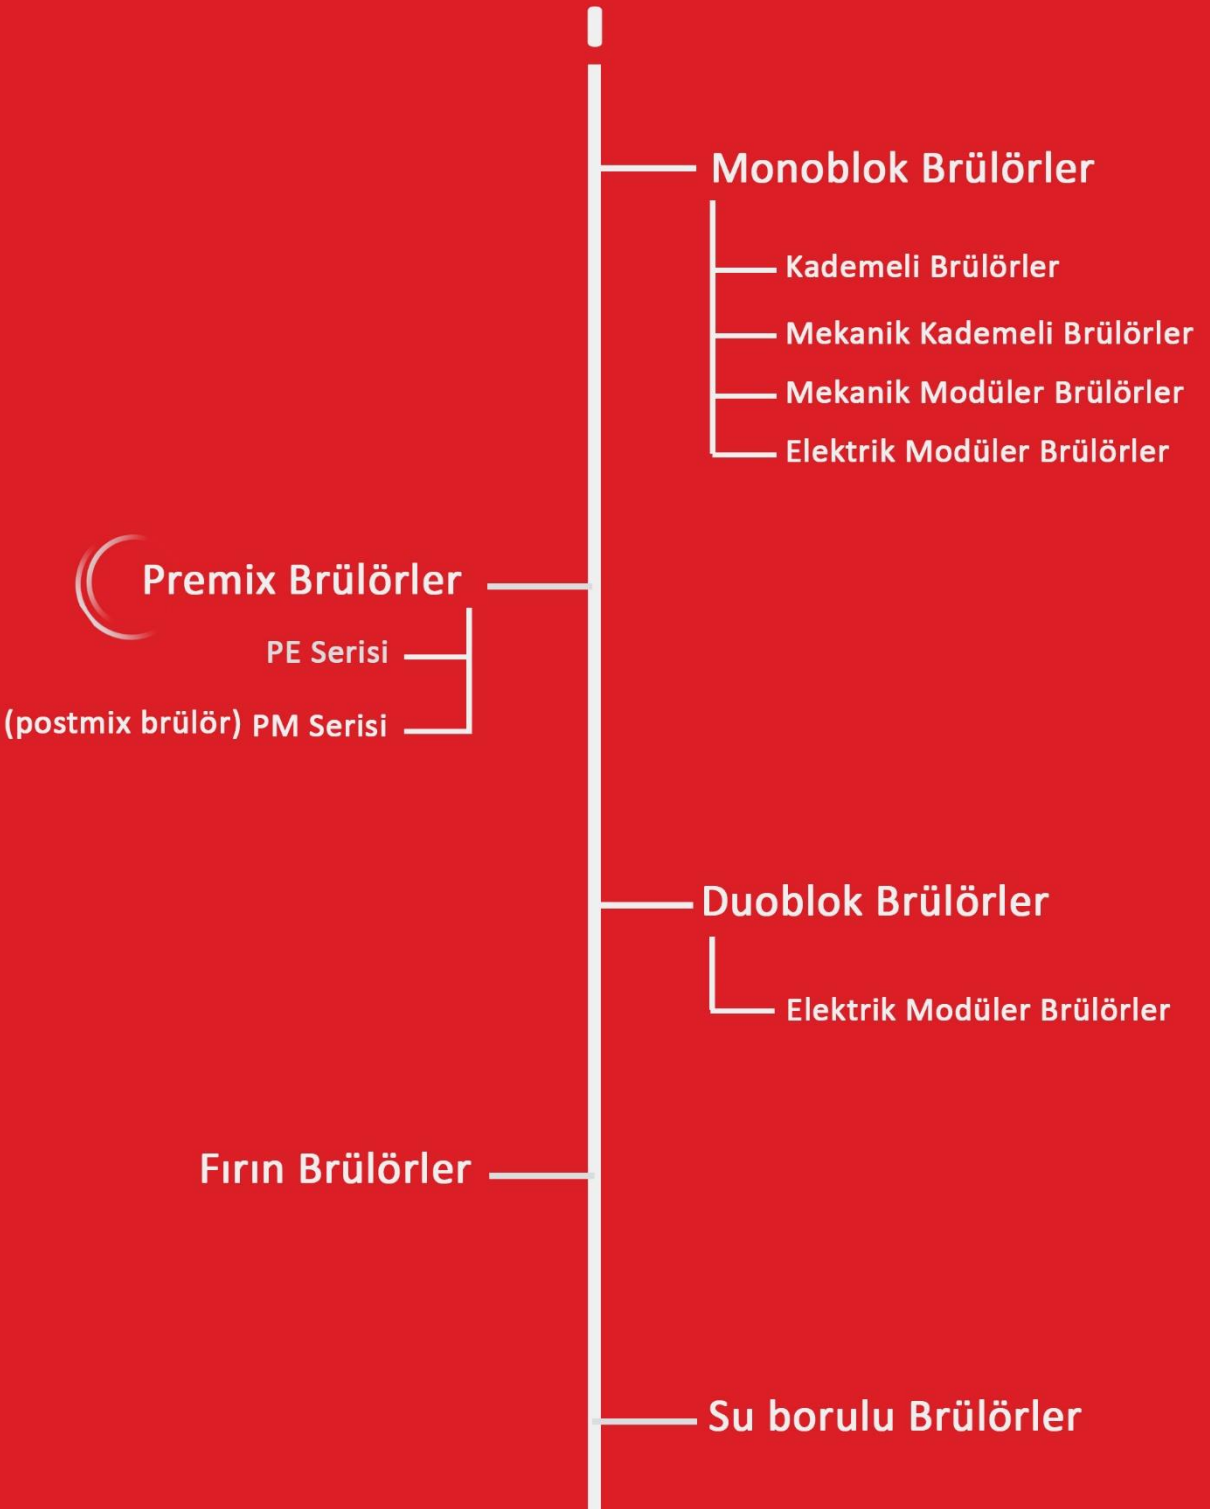 Monoblok Brülörler
Kademeli Brülörler
Mekanik Kademeli Brülörler
Mekanik Modüler Brülörler
Elektrik Modüler Brülörler
Premix Brülörler
PE Serisi
(postmix brülör) PM Serisi
Duoblok Brülörler
Elektrik Modüler Brülörler
Fırın Brülörler
Su borulu Brülörler